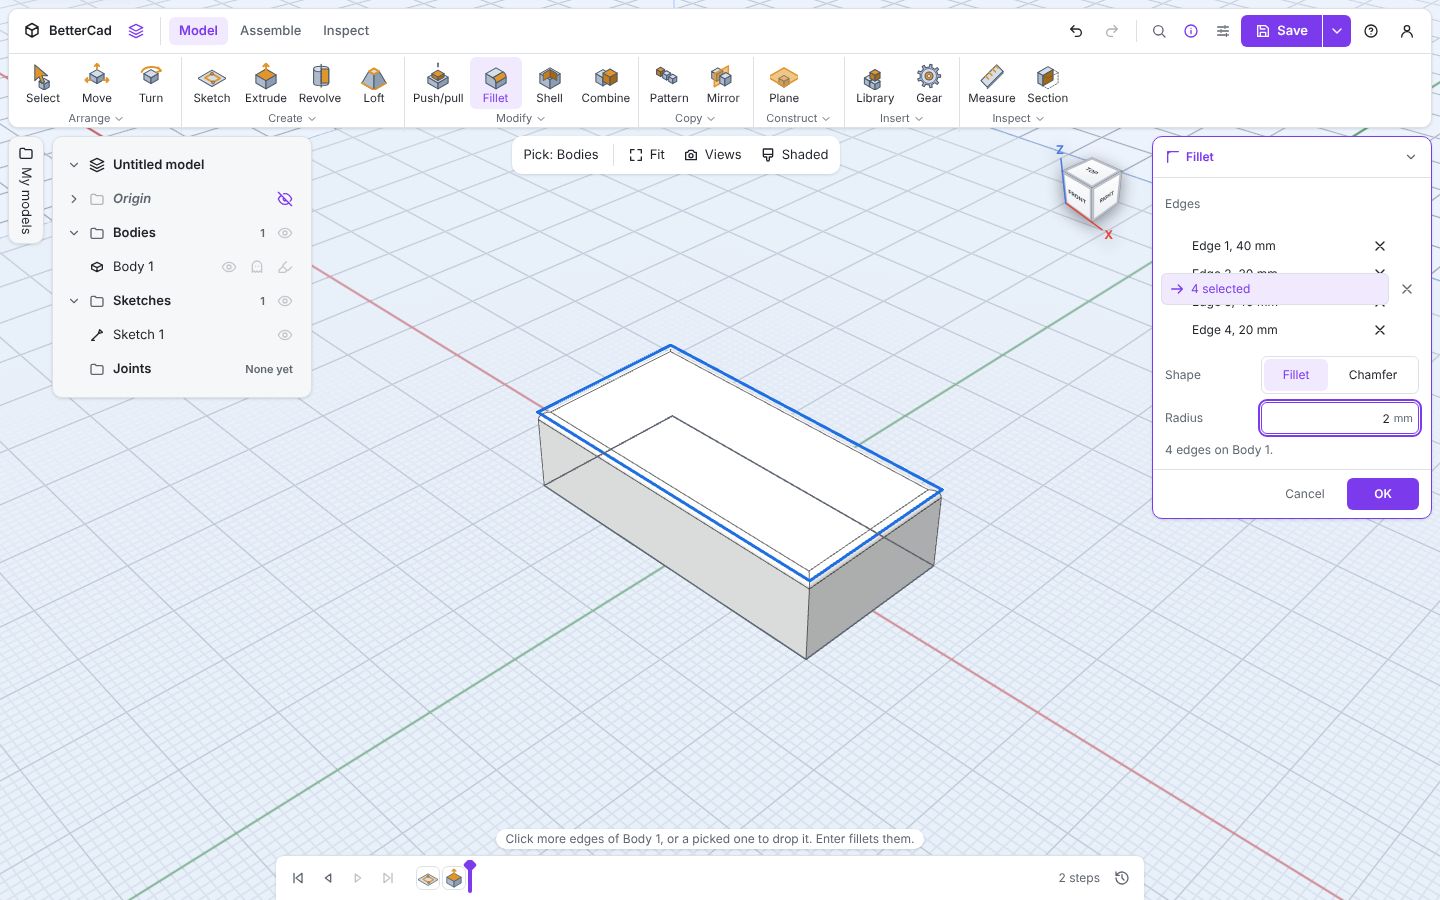 BetterCad
Model
Assemble
Inspect
Save
Select
Move
Turn
Sketch
Extrude
Revolve
Loft
Push/pull
Fillet
Shell
Combine
Pattern
Mirror
Plane
Library
Gear
Measure
Section
Arrange
Create
Modify
Copy
Construct
Insert
Inspect
My models
Untitled model
Origin
Bodies 1
Body 1
Sketches 1
Sketch 1
Joints None yet
Pick: Bodies
Fit
Views
Shaded
Z
TOP
FRONT
RIGHT
X
Fillet
Edges
Edge 1, 40 mm
4 selected
Edge 4, 20 mm
Shape
Fillet
Chamfer
Radius
2 mm
4 edges on Body 1.
Cancel
OK
Click more edges of Body 1, or a picked one to drop it. Enter fillets them.
2 steps